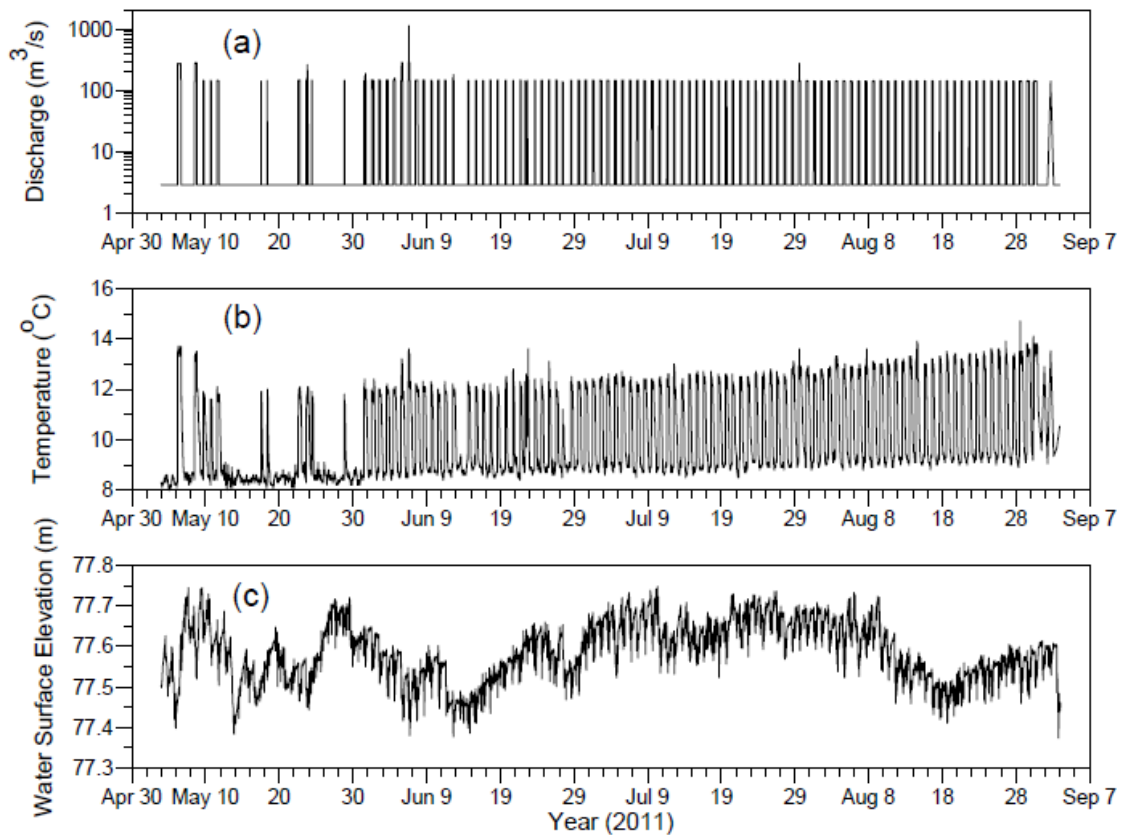 (a)
Discharge (m³/s)
1000
100
10
1
Apr 30 May 10 20 30 Jun 9 19 29 Jul 9 19 29 Aug 8 18 28 Sep 7
(b)
Temperature (°C)
16
14
12
10
8
Apr 30 May 10 20 30 Jun 9 19 29 Jul 9 19 29 Aug 8 18 28 Sep 7
(c)
Water Surface Elevation (m)
77.8
77.7
77.6
77.5
77.4
77.3
Apr 30 May 10 20 30 Jun 9 19 29 Jul 9 19 29 Aug 8 18 28 Sep 7
Year (2011)